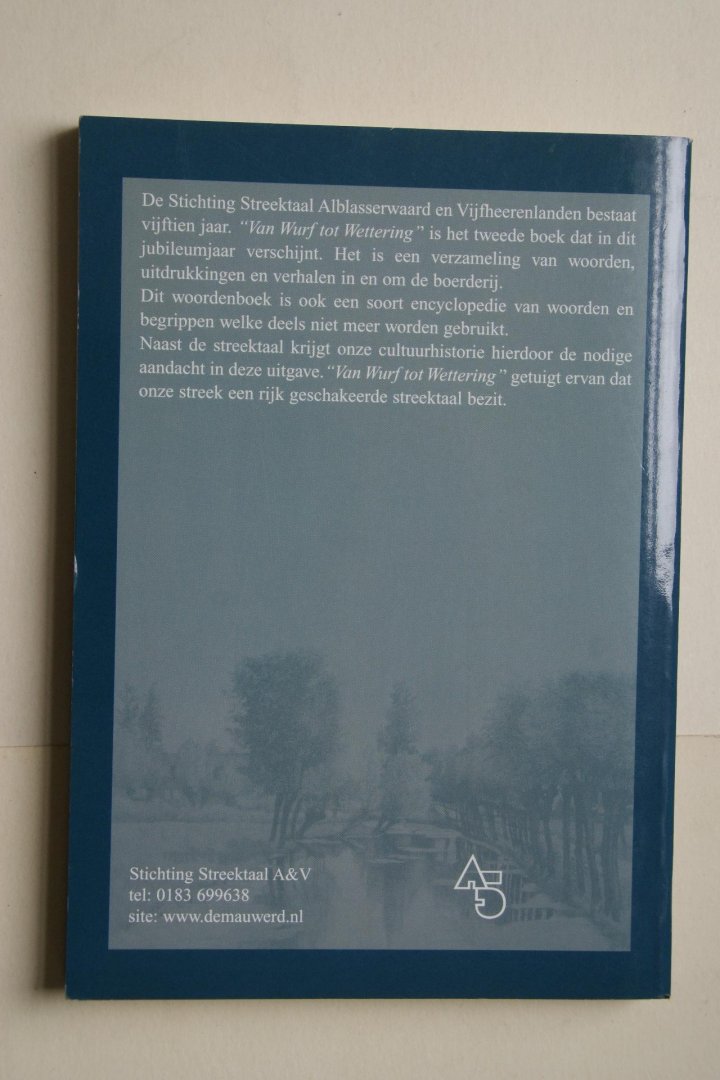 De Stichting Streektaal Alblasserwaard en Vijfheerenlanden bestaat
vijftien jaar. “Van Wurf tot Wettering” is het tweede boek dat in dit
jubileumjaar verschijnt. Het is een verzameling van woorden,
uitdrukkingen en verhalen in en om de boerderij.
Dit woordenboek is ook een soort encyclopedie van woorden en
begrippen welke deels niet meer worden gebruikt.
Naast de streektaal krijgt onze cultuurhistorie hierdoor de nodige
aandacht in deze uitgave. “Van Wurf tot Wettering” getuigt ervan dat
onze streek een rijk geschakeerde streektaal bezit.
Stichting Streektaal A&V
tel: 0183 699638
site: www.demauwerd.nl